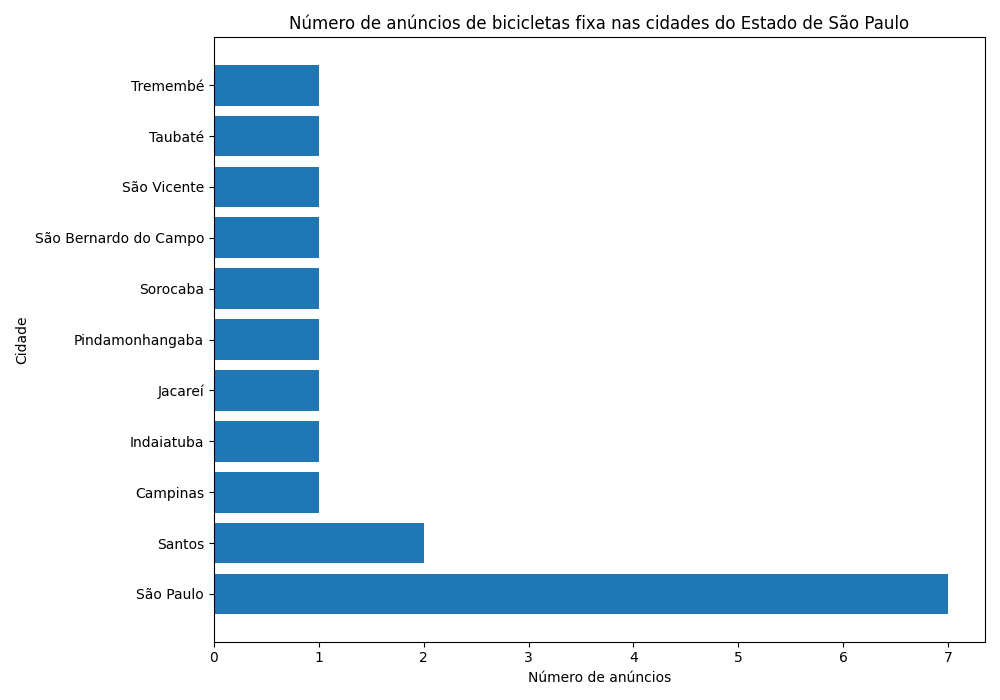 Número de anúncios de bicicletas fixa nas cidades do Estado de São Paulo
Tremembé
Taubaté
São Vicente
São Bernardo do Campo
Sorocaba
Pindamonhangaba
Jacareí
Indaiatuba
Campinas
Santos
São Paulo
Cidade
0 1 2 3 4 5 6 7
Número de anúncios